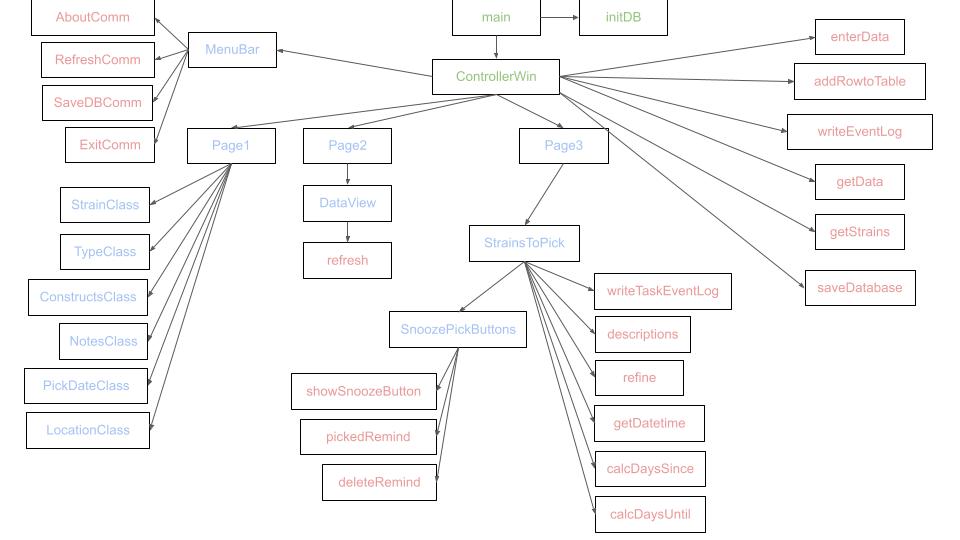 AboutComm
main
initDB
RefreshComm
MenuBar
enterData
SaveDBComm
ControllerWin
addRowtoTable
ExitComm
writeEventLog
Page1
Page2
Page3
getData
StrainClass
DataView
getStrains
TypeClass
StrainsToPick
refresh
saveDatabase
ConstructsClass
writeTaskEventLog
NotesClass
SnoozePickButtons
descriptions
PickDateClass
showSnoozeButton
refine
LocationClass
pickedRemind
getDatetime
deleteRemind
calcDaysSince
calcDaysUntil